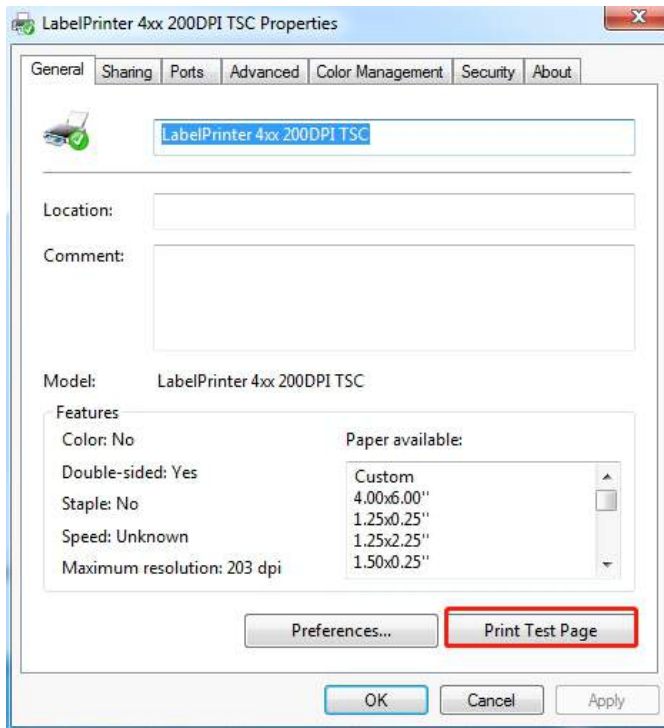 LabelPrinter 4xx 200DPI TSC Properties
General Sharing Ports Advanced Color Management Security About
LabelPrinter 4xx 200DPI TSC
Location:
Comment:
Model: LabelPrinter 4xx 200DPI TSC
Features
Color: No
Double-sided: Yes
Staple: No
Speed: Unknown
Maximum resolution: 203 dpi
Paper available:
Custom
4.00x6.00''
1.25x0.25''
1.25x2.25''
1.50x0.25''
Preferences... Print Test Page
OK Cancel Apply